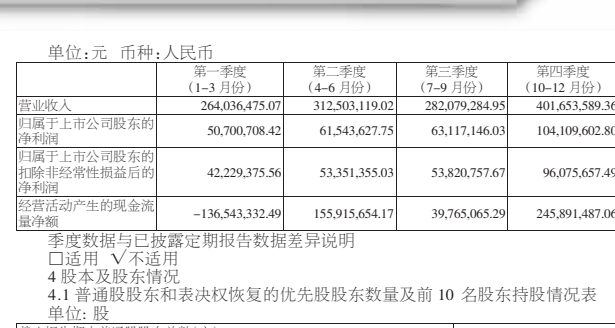 单位:元 币种:人民币
第一季度 第二季度 第三季度 第四季度
(1-3 月份) (4-6 月份) (7-9 月份) (10-12 月份)
营业收入 264,036,475.07 312,503,119.02 282,079,284.95 401,653,589.36
归属于上市公司股东的
净利润 50,700,708.42 61,543,627.75 63,117,146.03 104,109,602.80
归属于上市公司股东的
扣除非经常性损益后的 42,229,375.56 53,351,355.03 53,820,757.67 96,075,657.49
净利润
经营活动产生的现金流
量净额 -136,543,332.49 155,915,654.17 39,765,065.29 245,891,487.06
季度数据与已披露定期报告数据差异说明
□适用 √不适用
4 股本及股东情况
4.1 普通股股东和表决权恢复的优先股股东数量及前 10 名股东持股情况表
单位: 股